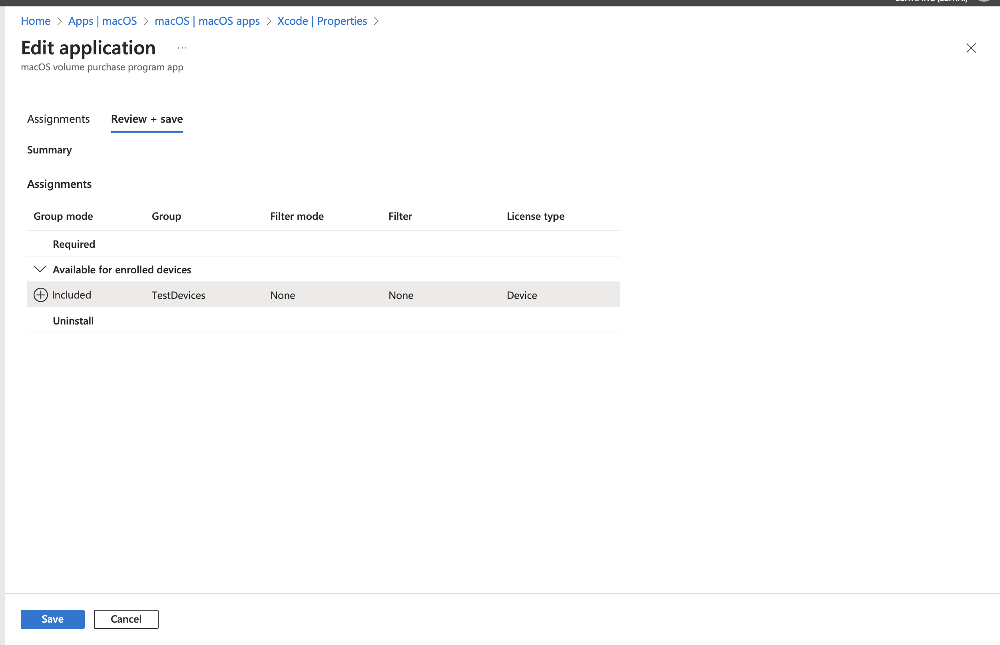 Home > Apps | macOS > macOS | macOS apps > Xcode | Properties >
Edit application ...
macOS volume purchase program app
Assignments Review + save
Summary
Assignments
Group mode Group Filter mode Filter License type
Required
Available for enrolled devices
Included TestDevices None None Device
Uninstall
Save Cancel